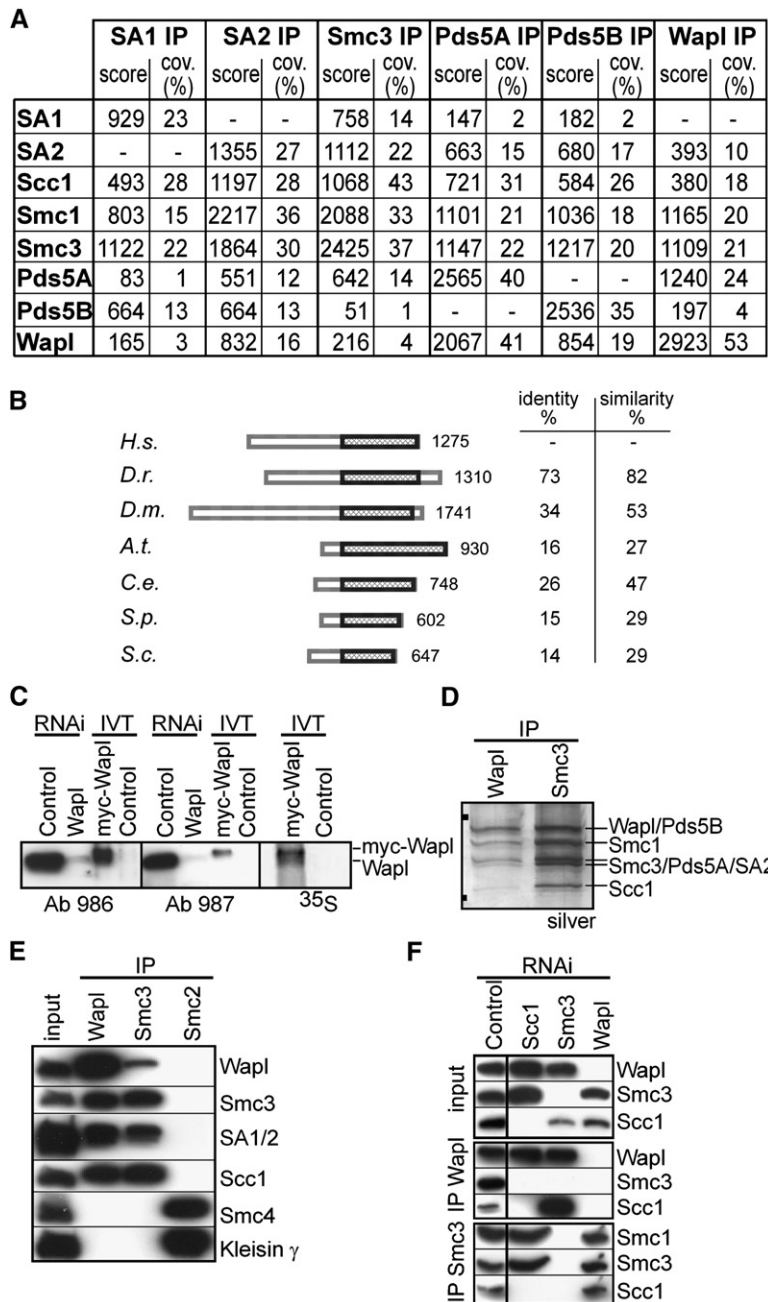 A
SA1 IP SA2 IP Smc3 IP Pds5A IP Pds5B IP Wapl IP
score cov. (%) score cov. (%) score cov. (%) score cov. (%) score cov. (%) score cov. (%)
SA1 929 23 - - 758 14 147 2 182 2 - -
SA2 - - 1355 27 1112 22 663 15 680 17 393 10
Scc1 493 28 1197 28 1068 43 721 31 584 26 380 18
Smc1 803 15 2217 36 2088 33 1101 21 1036 18 1165 20
Smc3 1122 22 1864 30 2425 37 1147 22 1217 20 1109 21
Pds5A 83 1 551 12 642 14 2565 40 - - 1240 24
Pds5B 664 13 664 13 51 1 - - 2536 35 197 4
Wapl 165 3 832 16 216 4 2067 41 854 19 2923 53
B
identity % similarity %
H.s. 1275 - -
D.r. 1310 73 82
D.m. 1741 34 53
A.t. 930 16 27
C.e. 748 26 47
S.p. 602 15 29
S.c. 647 14 29
C
RNAi IVT RNAi IVT IVT
Control Wapl myc-Wapl Control Control Wapl myc-Wapl Control myc-Wapl Control
myc-Wapl
Wapl
Ab 986 Ab 987 35S
D
IP
Wapl Smc3
Wapl/Pds5B
Smc1
Smc3/Pds5A/SA2
Scc1
silver
E
IP
input Wapl Smc3 Smc2
Wapl
Smc3
SA1/2
Scc1
Smc4
Kleisin γ
F
RNAi
Control Scc1 Smc3 Wapl
input
Wapl
Smc3
Scc1
IP Wapl
Wapl
Smc3
Scc1
IP Smc3
Smc1
Smc3
Scc1